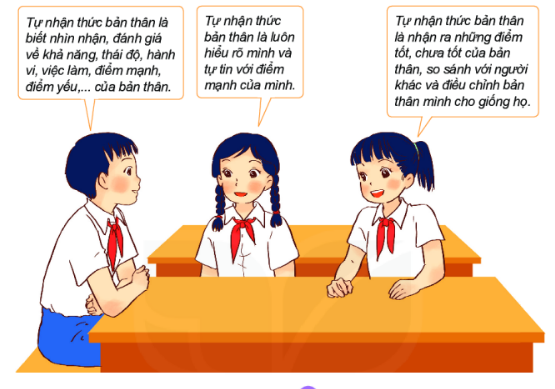 Tự nhận thức bản thân là
biết nhìn nhận, đánh giá
về khả năng, thái độ, hành
vi, việc làm, điểm mạnh,
điểm yếu,... của bản thân.
Tự nhận thức
bản thân là luôn
hiểu rõ mình và
tự tin với điểm
mạnh của mình.
Tự nhận thức bản thân
là nhận ra những điểm
tốt, chưa tốt của bản
thân, so sánh với người
khác và điều chỉnh bản
thân mình cho giống họ.